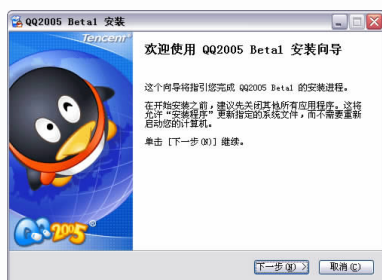 QQ2005 Beta1 安装
Tencent
欢迎使用 QQ2005 Beta1 安装向导
这个向导将指引您完成 QQ2005 Beta1 的安装进程。
在开始安装之前，建议先关闭其他所有应用程序。这将
允许“安装程序”更新指定的系统文件，而不需要重新
启动您的计算机。
单击 [下一步(N)] 继续。
QQ 2005
下一步(N) >
取消(C)